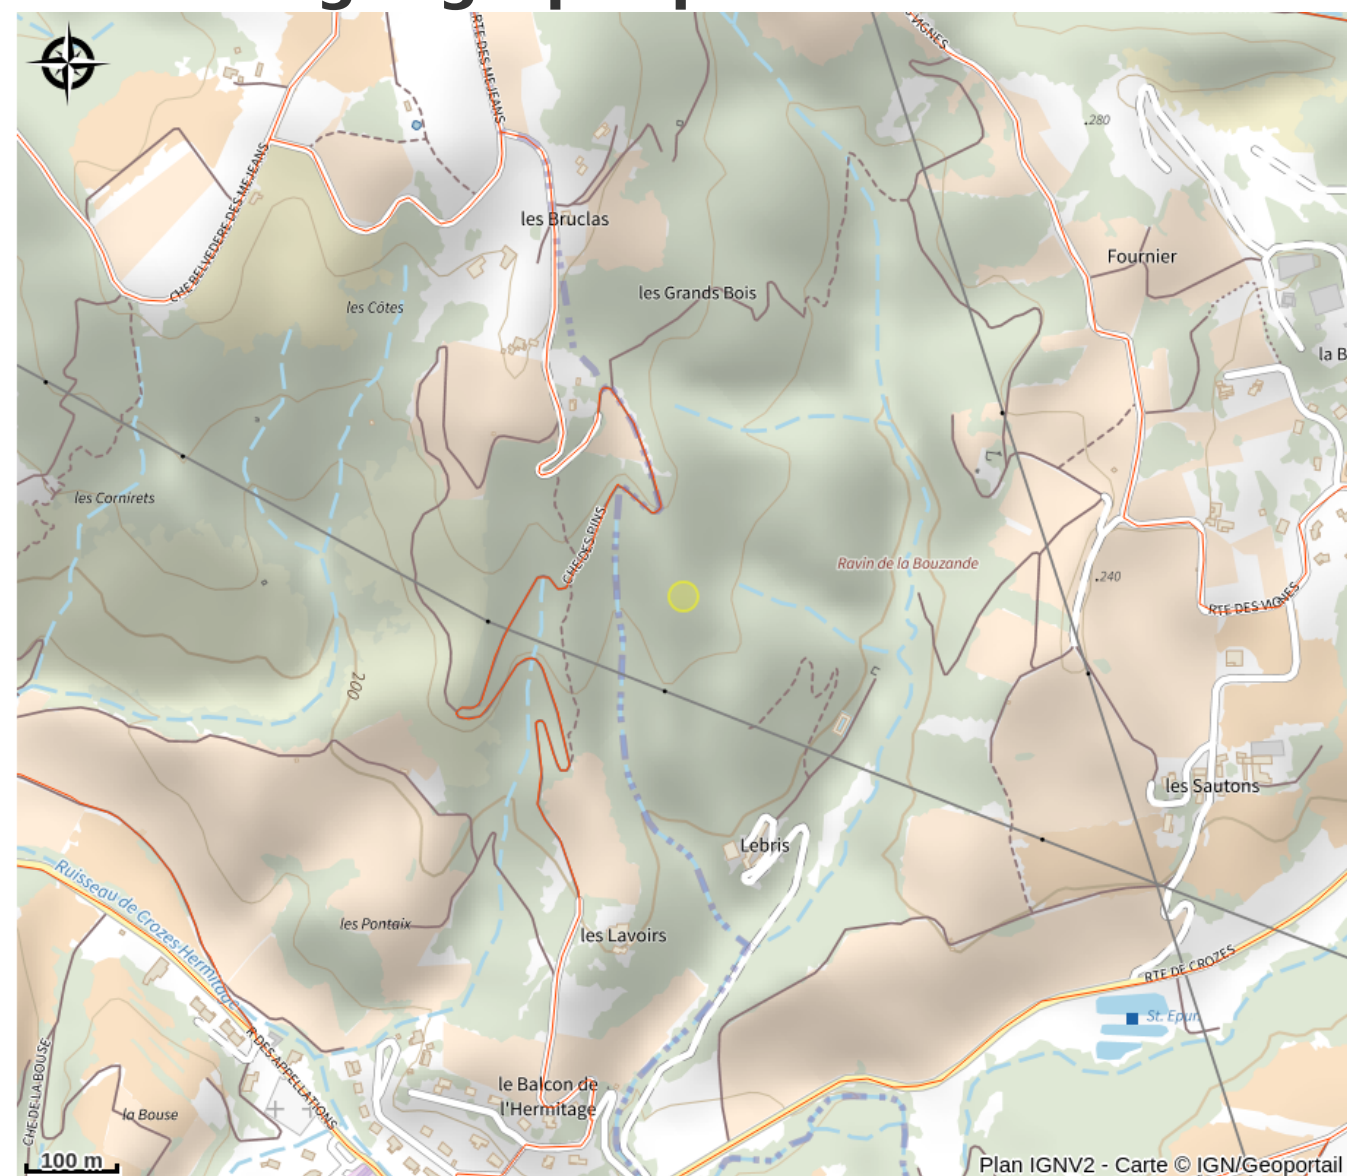 RTE DES MEJEANS
S VIGNES
.280
CHE BELVEDERE DES MEJEANS
les Bruclas
Fournier
les Grands Bois
les Côtes
la B
les Cornirets
CHE DES PINS
Ravin de la Bouzande
.240
RTE DES VIGNES
200
les Sautons
Lebris
Ruisseau de Crozes-Hermitage
les Pontaix
les Lavoirs
RTE DE CROZES
St. Epur.
R DES APPELLATIONS
CHE DE LA BOUSE
le Balcon de
l'Hermitage
la Bouse
100 m
Plan IGNV2 - Carte © IGN/Geoportail